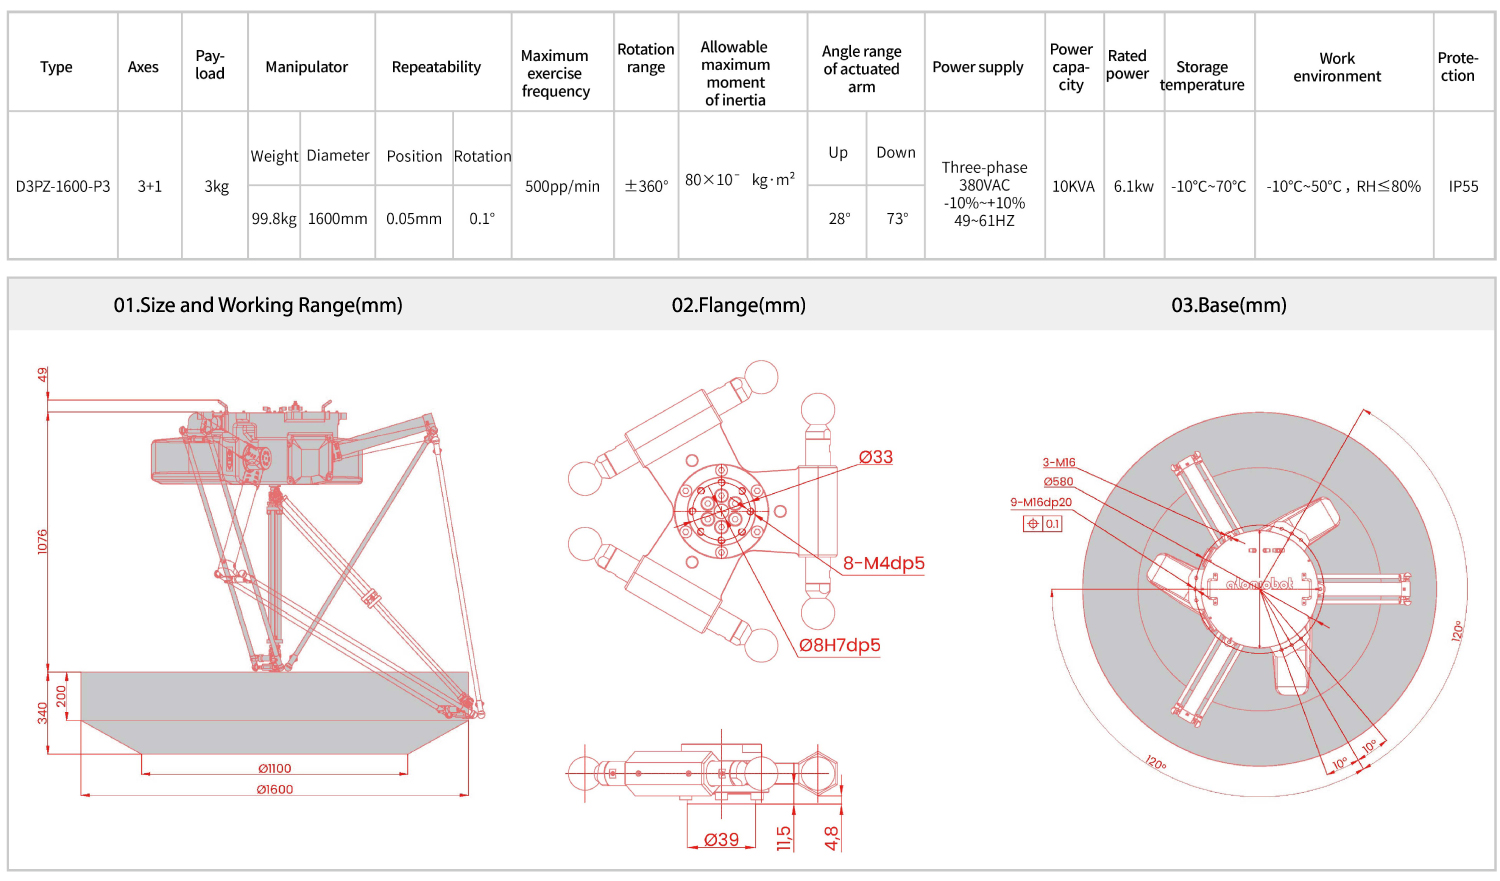 Type
Axes
Pay-
load
Manipulator
Repeatability
Maximum
exercise
frequency
Rotation
range
Allowable
maximum
moment
of inertia
Angle range
of actuated
arm
Power supply
Power
capa-
city
Rated
power
Storage
temperature
Work
environment
Prote-
ction
D3PZ-1600-P3
3+1
3kg
Weight
Diameter
Position
Rotation
99.8kg
1600mm
0.05mm
0.1°
500pp/min
±360°
80×10⁻ kg·m²
Up
Down
28°
73°
Three-phase
380VAC
-10%~+10%
49~61HZ
10KVA
6.1kw
-10°C~70°C
-10°C~50°C , RH≤80%
IP55
01.Size and Working Range(mm)
02.Flange(mm)
03.Base(mm)
49
1076
340
200
Ø1100
Ø1600
Ø33
8-M4dp5
Ø8H7dp5
Ø39
11,5
4,8
3-M16
Ø580
9-M16dp20
0.1
atomrobot
120°
120°
10°
10°